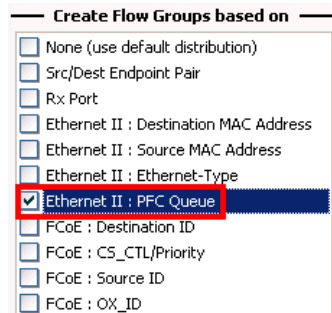 Create Flow Groups based on
None (use default distribution)
Src/Dest Endpoint Pair
Rx Port
Ethernet II : Destination MAC Address
Ethernet II : Source MAC Address
Ethernet II : Ethernet-Type
Ethernet II : PFC Queue
FCoE : Destination ID
FCoE : CS_CTL/Priority
FCoE : Source ID
FCoE : OX_ID